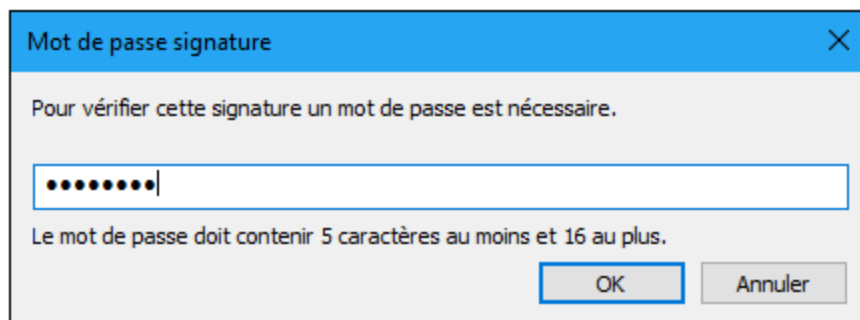 Mot de passe signature
Pour vérifier cette signature un mot de passe est nécessaire.
••••••••
Le mot de passe doit contenir 5 caractères au moins et 16 au plus.
OK Annuler